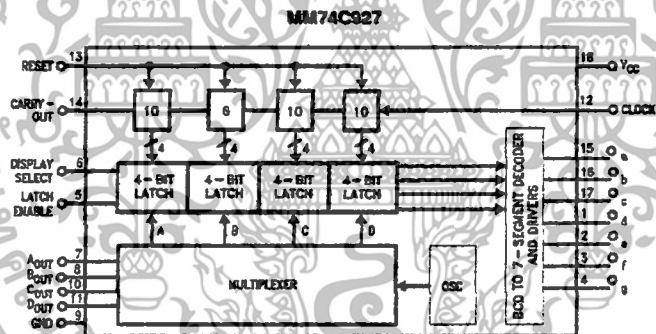 MM74C927
RESET 13
18 VCC
10 6 10 10
CARRY-OUT 14
12 CLOCK
4 4 4 4
DISPLAY SELECT 6
4-BIT LATCH 4-BIT LATCH 4-BIT LATCH 4-BIT LATCH
LATCH ENABLE 5
A B C D
BCD TO 7-SEGMENT DECODER AND DRIVERS
15 a
16 b
17 c
1 d
2 e
3 f
4 g
AOUT 7
BOUT 8
COUT 10
DOUT 11
GND 9
MULTIPLEXER
OSC